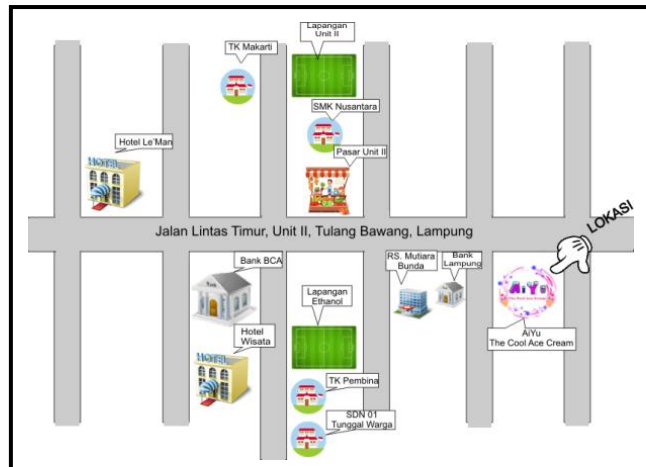 Lapangan
Unit II
TK Makarti
SMK Nusantara
Hotel Le'Man
Pasar Unit II
HOTEL
LOKASI
Jalan Lintas Timur, Unit II, Tulang Bawang, Lampung
Bank BCA
RS. Mutiara
Bunda
Bank
Lampung
Lapangan
Ethanol
AiYu
Hotel
Wisata
AiYu
The Cool Ace Cream
HOTEL
TK Pembina
SDN 01
Tunggal Warga